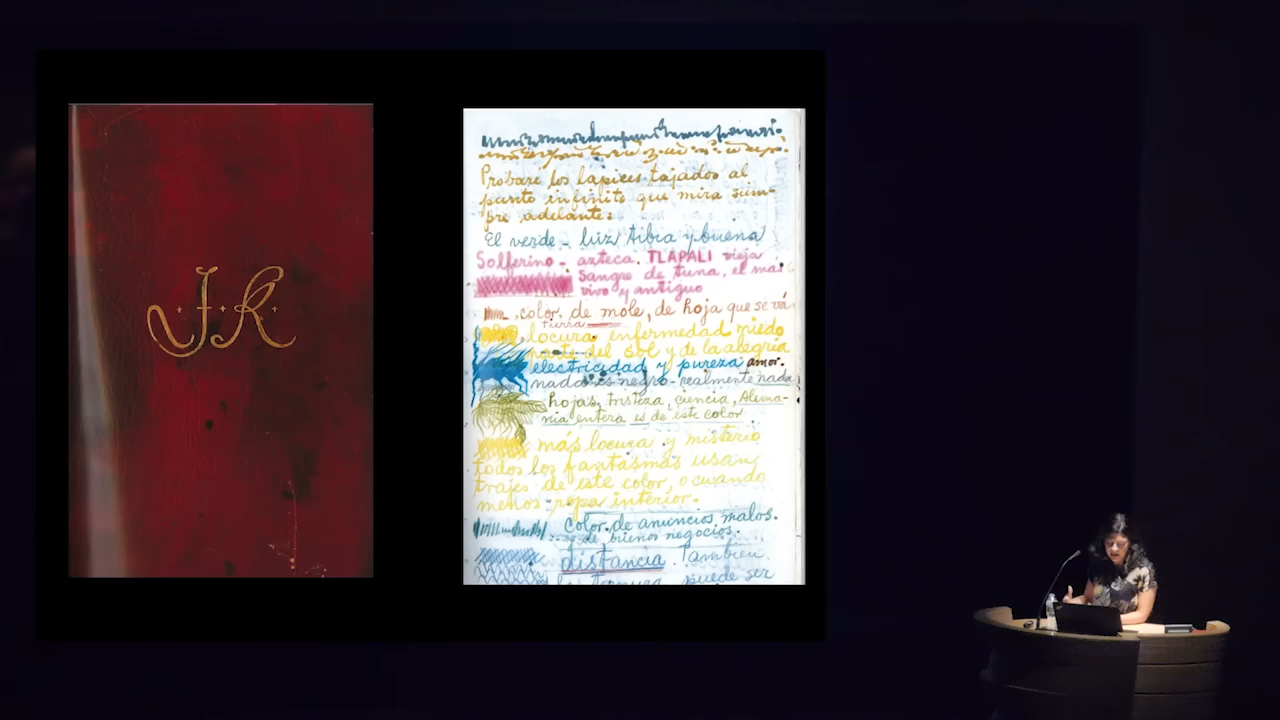 J K
Probaré los lapices tajados al
punto infinito que mira siem-
pre adelante:
El verde - luz tibia y buena
Solferino - azteca. TLAPALI vieja
Sangre de tuna, el mas
vivo y antiguo
color de mole, de hoja que se vá
tierra
locura enfermedad miedo
parte del sol y de la alegria
electricidad y pureza amor.
nada es negro - realmente nada
hojas, tristeza, ciencia, Alema-
nia entera es de este color
más locura y misterio
todos los fantasmas usan
trajes de este color, o cuando
menos ropa interior.
color de anuncios malos.
y de buenos negocios.
distancia. Tambien
la ternura puede ser